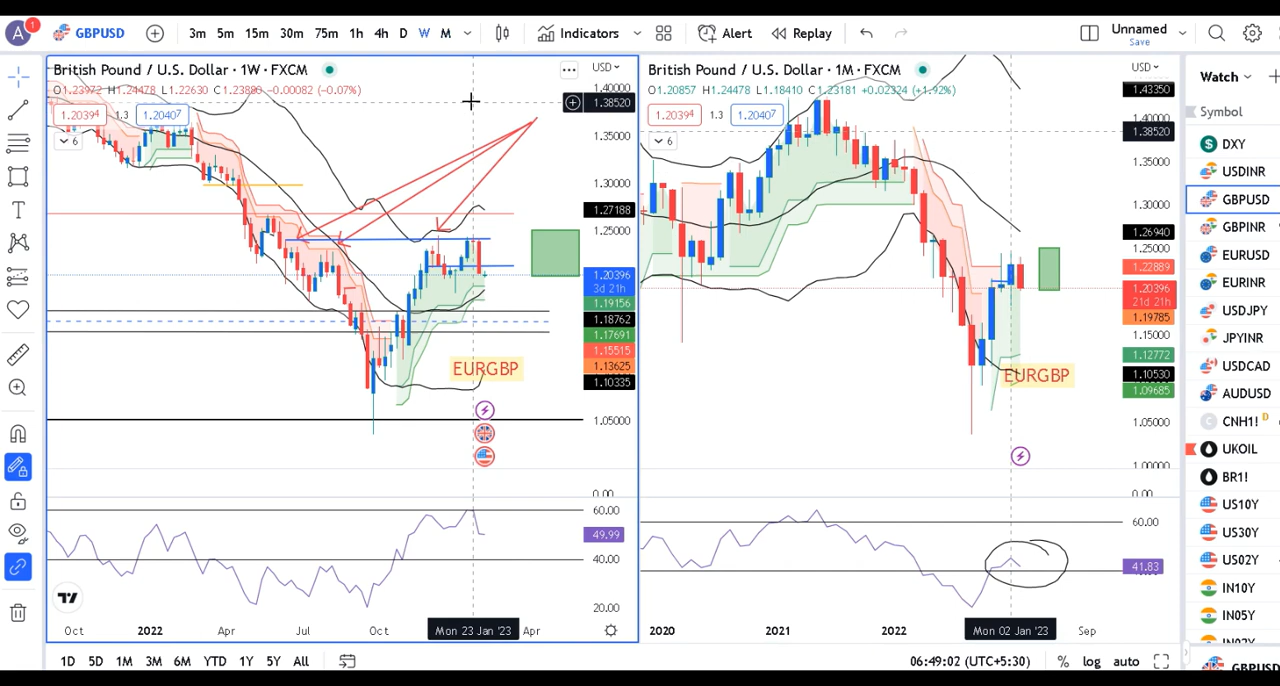 A 1 GBPUSD 3m 5m 15m 30m 75m 1h 4h D W M Indicators Alert Replay Unnamed
Save
British Pound / U.S. Dollar · 1W · FXCM
USD
O1.23972 H1.24478 L1.22630 C1.23880 -0.00082 (-0.07%)
1.20394 1.3 1.20407
6
1.40000
1.38520
1.35000
1.30000
1.27188
1.25000
1.20396
3d 21h
1.19156
1.18762
1.17691
1.15515
1.13625
1.10335
1.05000
EURGBP
0.00
60.00
49.99
40.00
20.00
Oct 2022 Apr Jul Oct Mon 23 Jan '23 Apr
British Pound / U.S. Dollar · 1M · FXCM
USD
O1.20857 H1.24478 L1.18410 C1.23181 +0.02324 (+1.92%)
1.20394 1.3 1.20407
6
1.43350
1.40000
1.38520
1.35000
1.30000
1.26940
1.25000
1.22889
1.20396
21d 21h
1.19785
1.15000
1.12772
1.10530
1.09685
1.05000
1.00000
EURGBP
0.00
60.00
41.83
2020 2021 2022 Mon 02 Jan '23 Sep
Watch
Symbol
DXY
USDINR
GBPUSD
GBPINR
EURUSD
EURINR
USDJPY
JPYINR
USDCAD
AUDUSD
CNH1! D
UKOIL
BR1!
US10Y
US30Y
US02Y
IN10Y
IN05Y
GBPUSD
1D 5D 1M 3M 6M YTD 1Y 5Y All
06:49:02 (UTC+5:30) % log auto